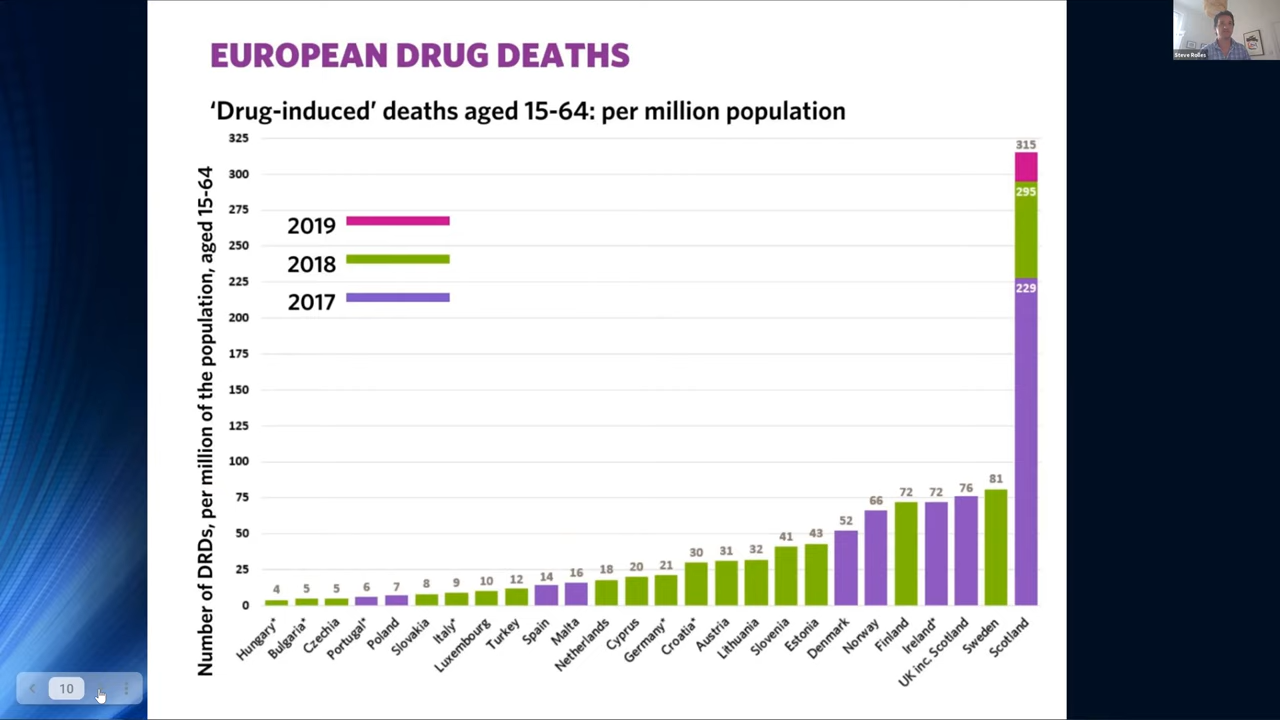 EUROPEAN DRUG DEATHS
Steve Rolles
‘Drug-induced’ deaths aged 15-64: per million population
Number of DRDs, per million of the population, aged 15-64
325
300
275
250
225
200
175
150
125
100
75
50
25
0
2019
2018
2017
4
5
5
6
7
8
9
10
12
14
16
18
20
21
30
31
32
41
43
52
66
72
72
76
81
315
295
229
Hungary*
Bulgaria*
Czechia
Portugal*
Poland
Slovakia
Italy*
Luxembourg
Turkey
Spain
Malta
Netherlands
Cyprus
Germany*
Croatia*
Austria
Lithuania
Slovenia
Estonia
Denmark
Norway
Finland
Ireland*
UK inc. Scotland
Sweden
Scotland
10